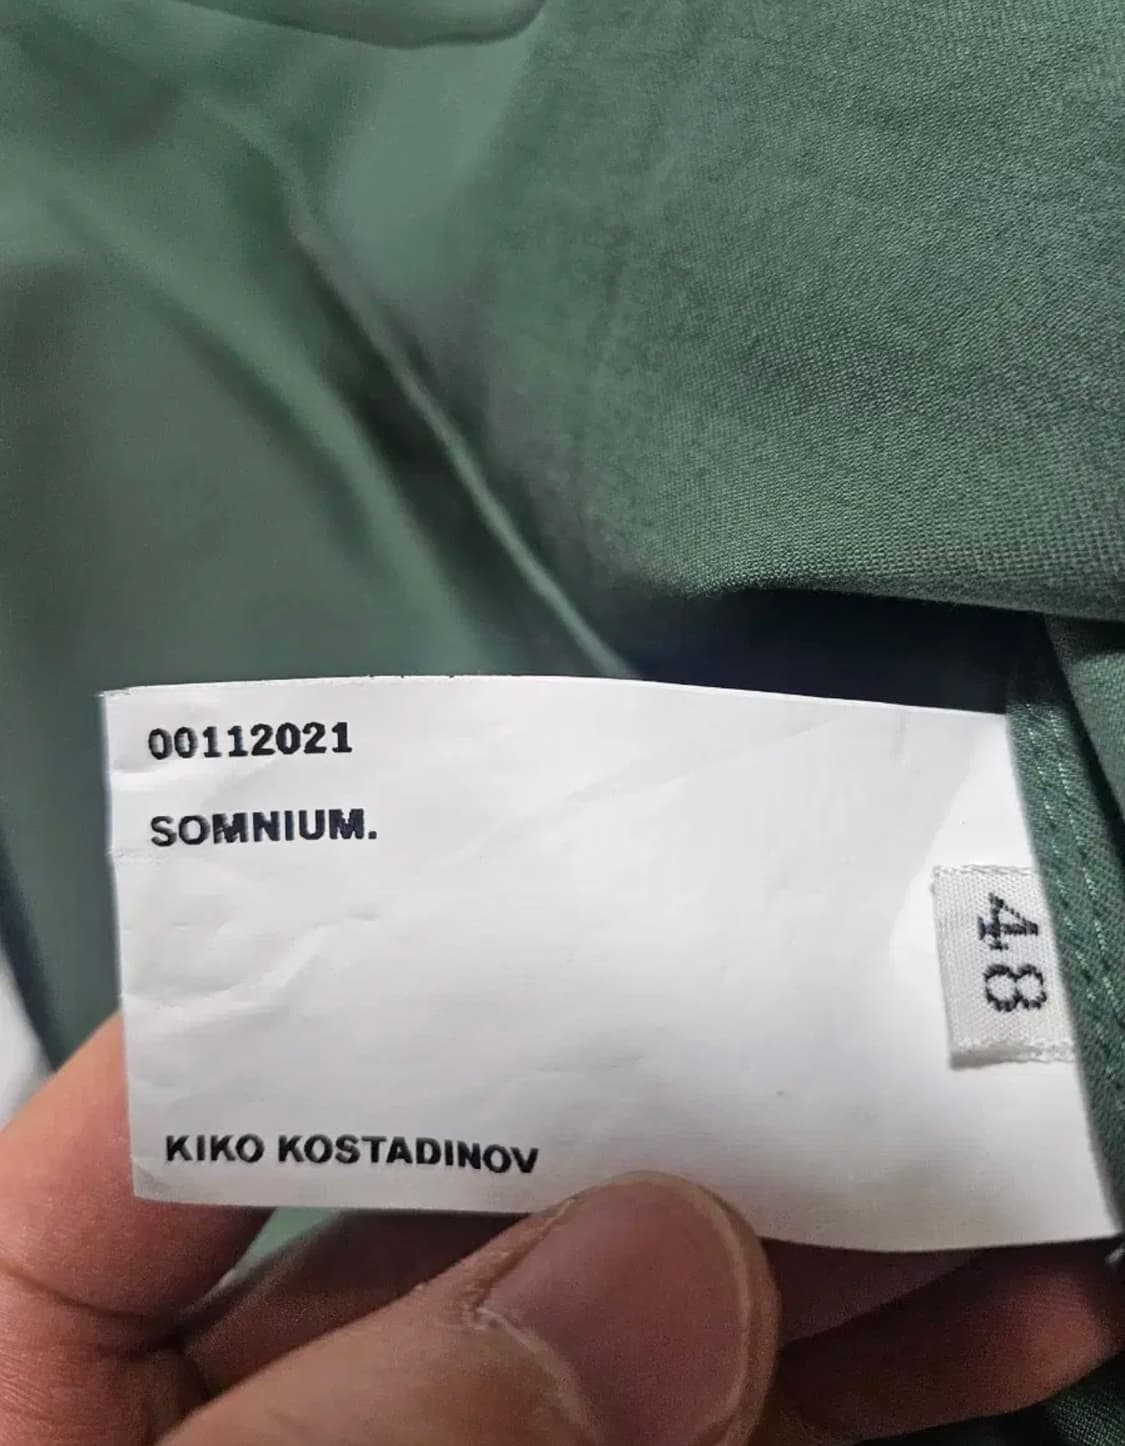 00112021
SOMNIUM.
48
KIKO KOSTADINOV